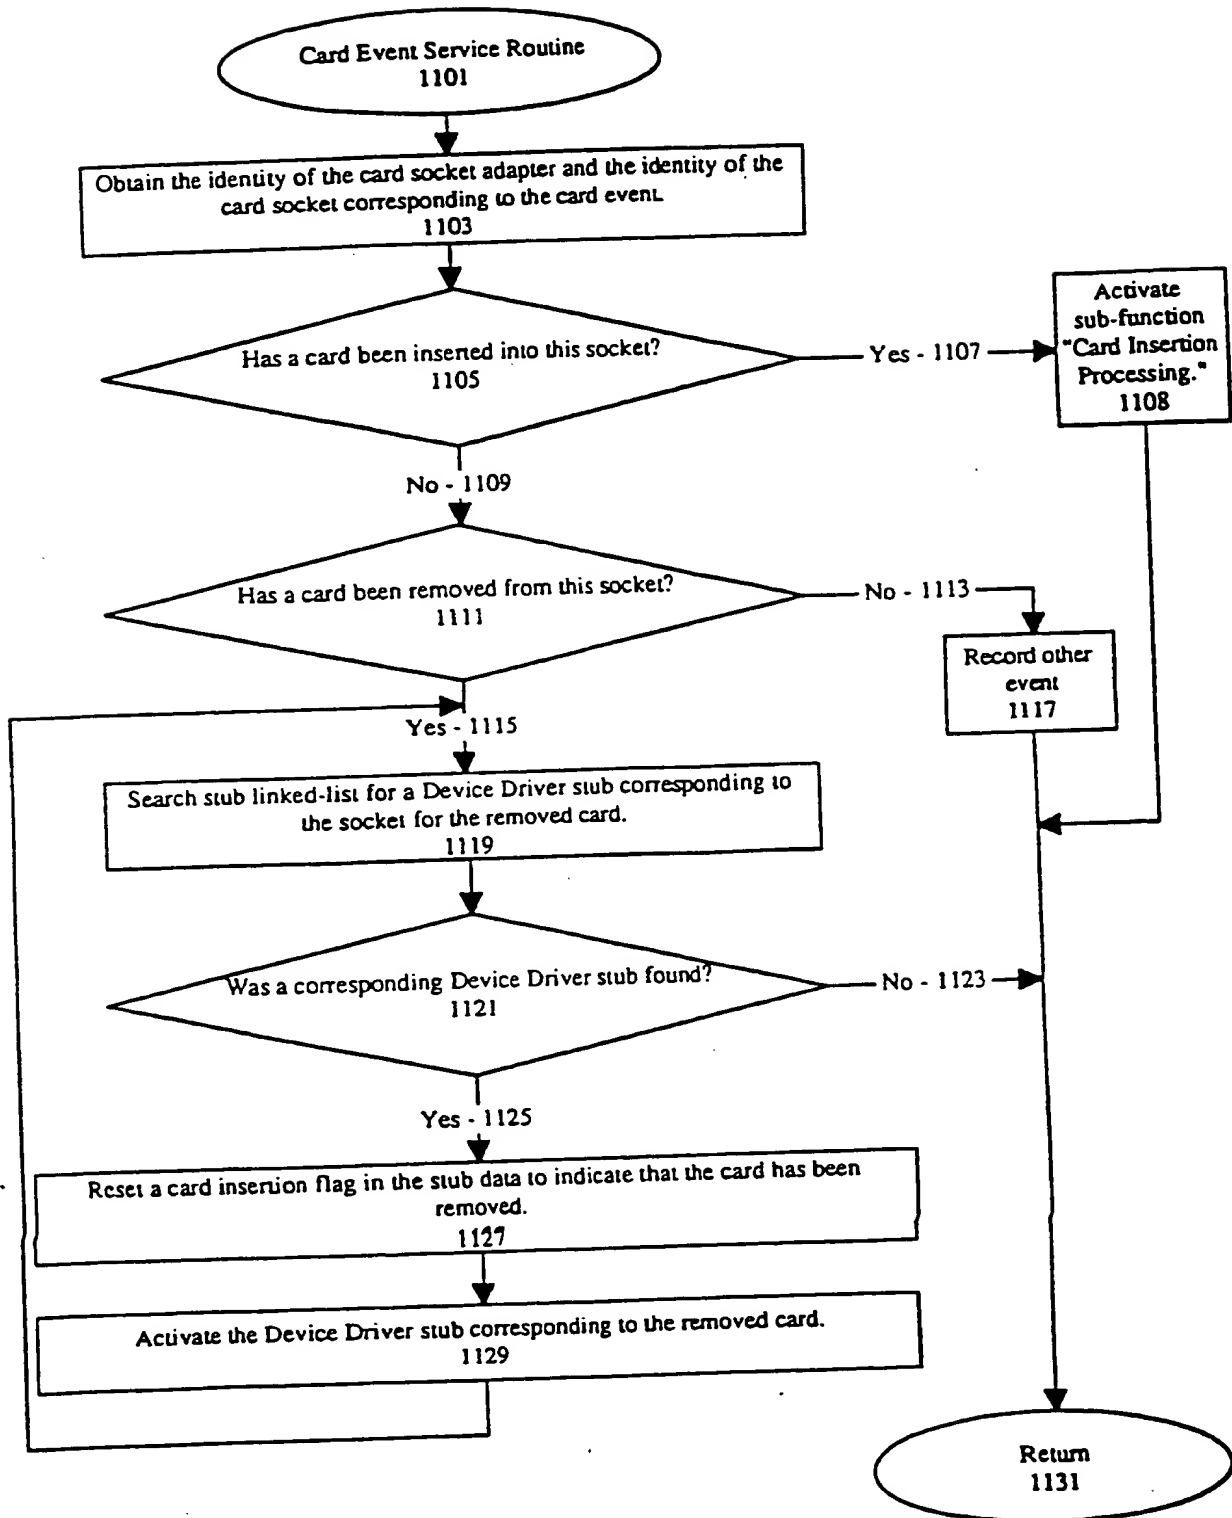 Card Event Service Routine
1101
Obtain the identity of the card socket adapter and the identity of the
card socket corresponding to the card event.
1103
Has a card been inserted into this socket?
1105
Yes - 1107
Activate
sub-function
"Card Insertion
Processing."
1108
No - 1109
Has a card been removed from this socket?
1111
No - 1113
Record other
event
1117
Yes - 1115
Search stub linked-list for a Device Driver stub corresponding to
the socket for the removed card.
1119
Was a corresponding Device Driver stub found?
1121
No - 1123
Yes - 1125
Reset a card insertion flag in the stub data to indicate that the card has been
removed.
1127
Activate the Device Driver stub corresponding to the removed card.
1129
Return
1131